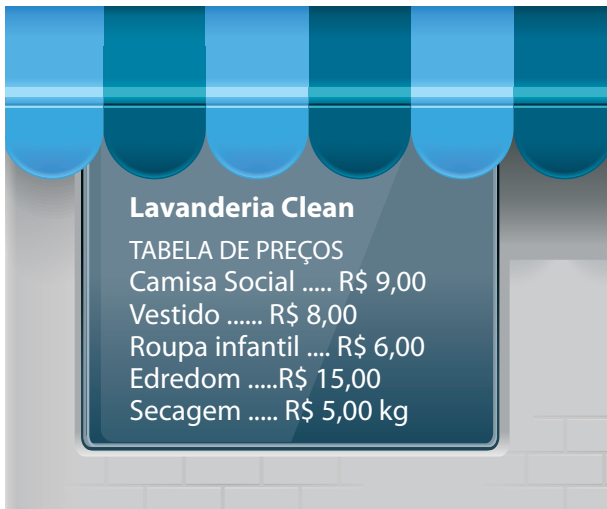 Lavanderia Clean
TABELA DE PREÇOS
Camisa Social ..... R$ 9,00
Vestido ...... R$ 8,00
Roupa infantil .... R$ 6,00
Edredom .....R$ 15,00
Secagem ..... R$ 5,00 kg